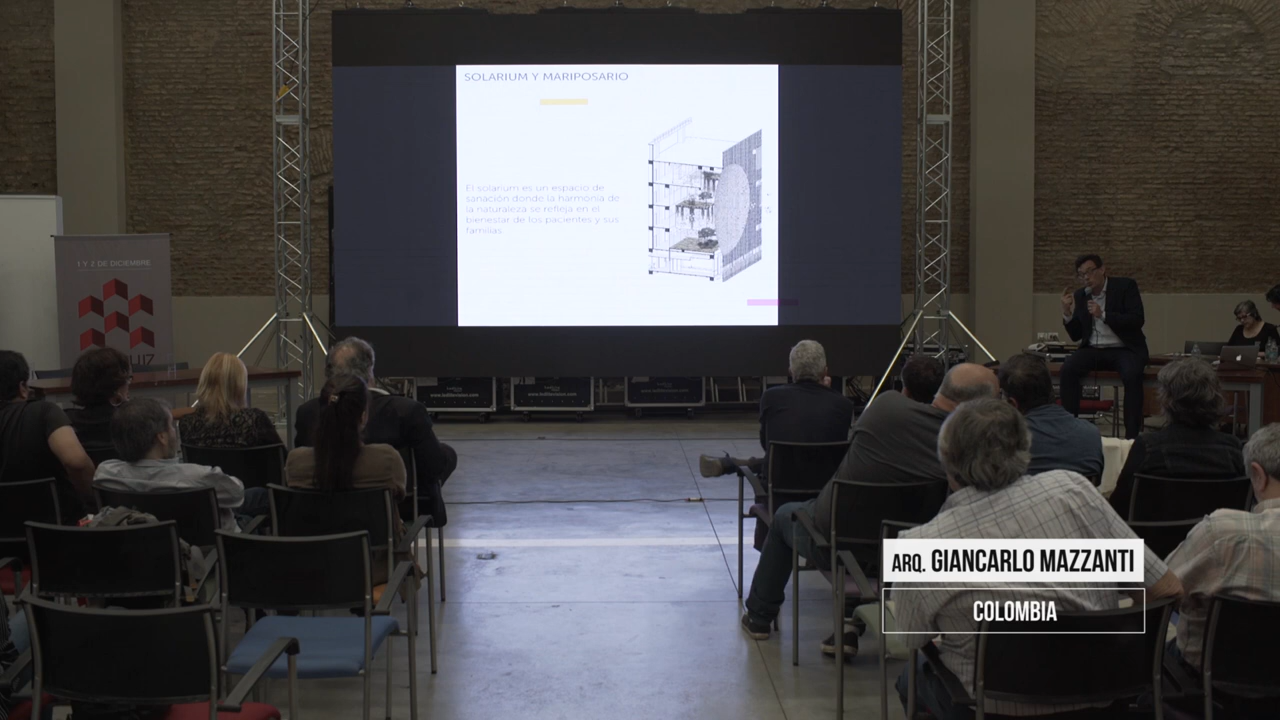 SOLARIUM Y MARIPOSARIO
El solarium es un espacio de
sanación donde la harmonia de
la naturaleza se refleja en el
bienestar de los pacientes y sus
familias.
1 Y 2 DE DICIEMBRE
ARQ. GIANCARLO MAZZANTI
COLOMBIA